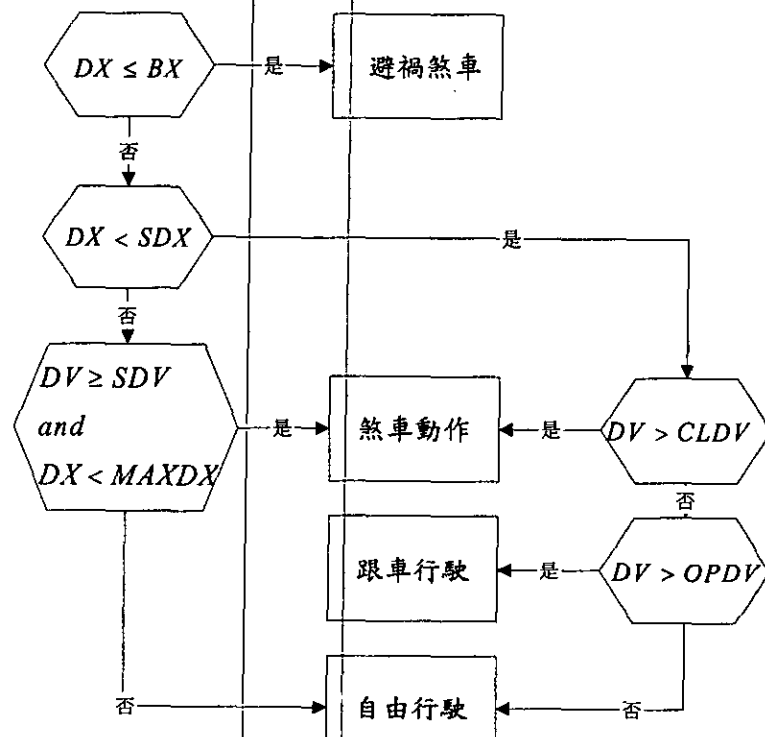 DX ≤ BX
是
避禍煞車
否
DX < SDX
是
否
DV ≥ SDV
and
DX < MAXDX
是
煞車動作
是
DV > CLDV
否
跟車行駛
是
DV > OPDV
否
自由行駛
否